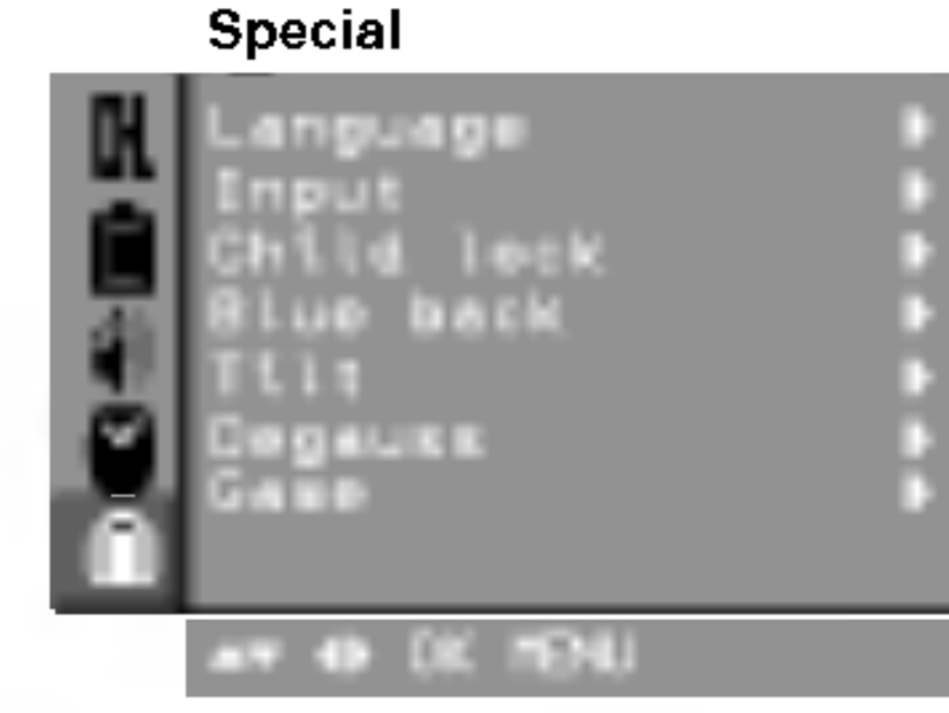 Special
Language ▶
Input ▶
Child lock ▶
Blue back ▶
▶
Degauss ▶
Game ▶
▲▼ ◀▶ OK MENU